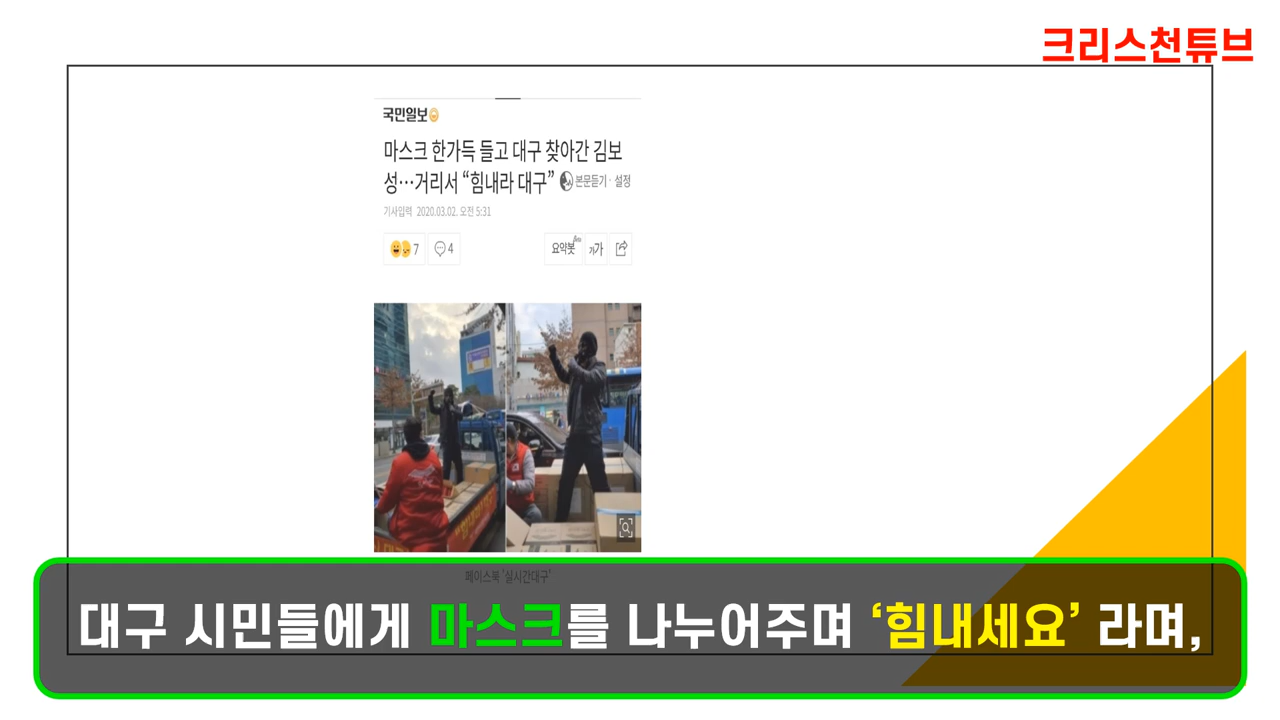 크리스천튜브
국민일보
마스크 한가득 들고 대구 찾아간 김보
성…거리서 “힘내라 대구” 본문듣기 · 설정
기사입력 2020.03.02. 오전 5:31
7 4 요약봇 beta 가가
페이스북 '실시간대구'
대구 시민들에게 마스크를 나누어주며 ‘힘내세요’ 라며,